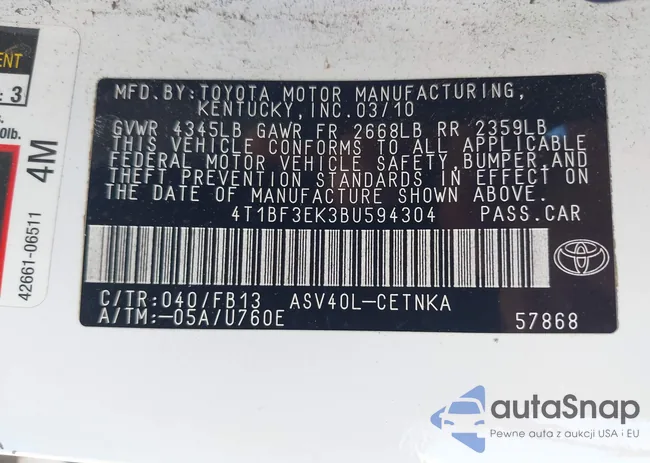 ENT
: 3
s.
0lb.
4M
42661-06511
MFD.BY:TOYOTA MOTOR MANUFACTURING,
KENTUCKY,INC.03/10
GVWR 4345LB GAWR FR 2668LB RR 2359LB
THIS VEHICLE CONFORMS TO ALL APPLICABLE
FEDERAL MOTOR VEHICLE SAFETY,BUMPER,AND
THEFT PREVENTION STANDARDS IN EFFECT ON
THE DATE OF MANUFACTURE SHOWN ABOVE.
4T1BF3EK3BU594304 PASS.CAR
C/TR:040/FB13 ASV40L-CETNKA
A/TM:-05A/U760E
57868
autaSnap
Pewne auta z aukcji USA i EU